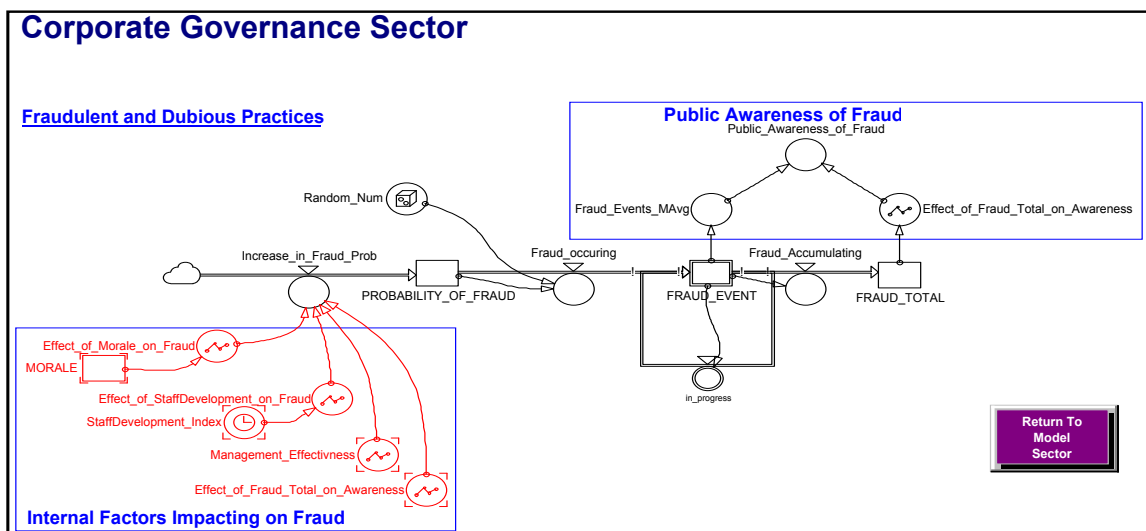 Corporate Governance Sector
Fraudulent and Dubious Practices
Public Awareness of Fraud
Public_Awareness_of_Fraud
Random_Num
Fraud_Events_MAvg
Effect_of_Fraud_Total_on_Awareness
Increase_in_Fraud_Prob
Fraud_occuring
Fraud_Accumulating
PROBABILITY_OF_FRAUD
FRAUD_EVENT
FRAUD_TOTAL
Effect_of_Morale_on_Fraud
MORALE
in_progress
Effect_of_StaffDevelopment_on_Fraud
StaffDevelopment_Index
Management_Effectivness
Effect_of_Fraud_Total_on_Awareness
Internal Factors Impacting on Fraud
Return To
Model
Sector